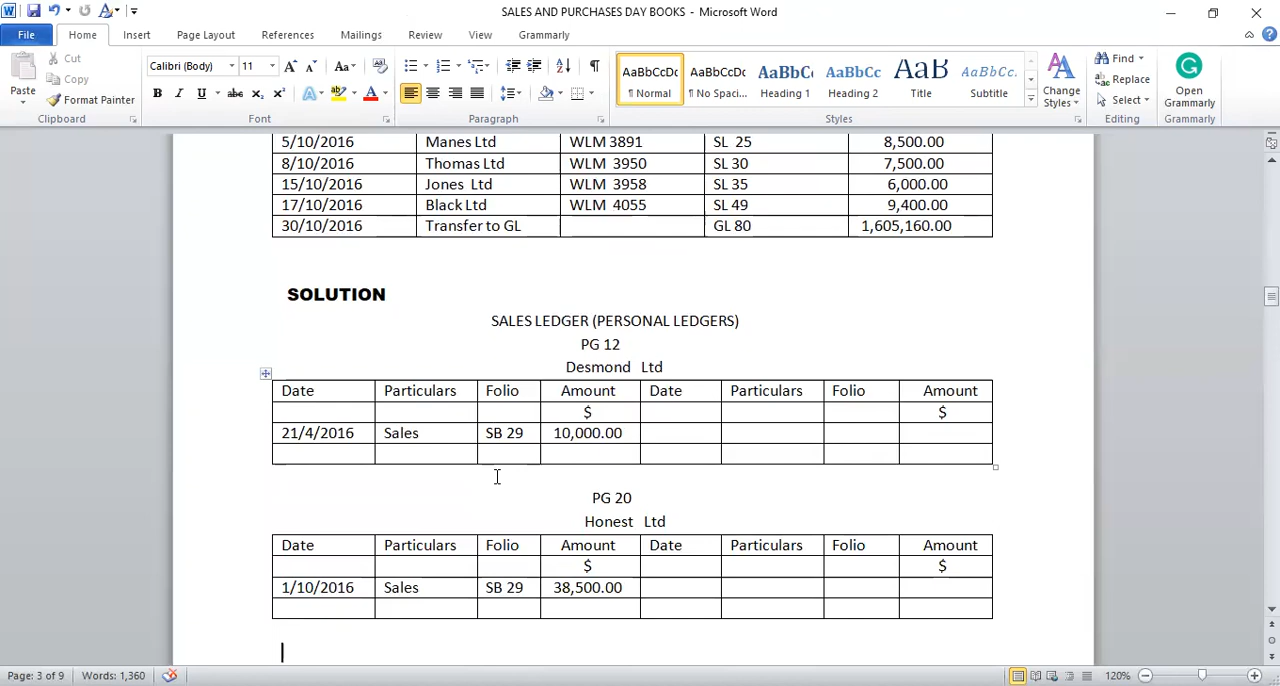 SALES AND PURCHASES DAY BOOKS - Microsoft Word
File Home Insert Page Layout References Mailings Review View Grammarly
Paste
Cut
Copy
Format Painter
Clipboard
Calibri (Body) 11
Font
Paragraph
AaBbCcDc ¶ Normal
AaBbCcDc ¶ No Spaci...
AaBbC Heading 1
AaBbCc Heading 2
AaB Title
AaBbCc. Subtitle
Change Styles
Styles
Find
Replace
Select
Editing
Open Grammarly
Grammarly
5/10/2016 Manes Ltd WLM 3891 SL 25 8,500.00
8/10/2016 Thomas Ltd WLM 3950 SL 30 7,500.00
15/10/2016 Jones Ltd WLM 3958 SL 35 6,000.00
17/10/2016 Black Ltd WLM 4055 SL 49 9,400.00
30/10/2016 Transfer to GL GL 80 1,605,160.00
SOLUTION
SALES LEDGER (PERSONAL LEDGERS)
PG 12
Desmond Ltd
Date Particulars Folio Amount Date Particulars Folio Amount
$ $
21/4/2016 Sales SB 29 10,000.00
PG 20
Honest Ltd
Date Particulars Folio Amount Date Particulars Folio Amount
$ $
1/10/2016 Sales SB 29 38,500.00
Page: 3 of 9 Words: 1,360 120%